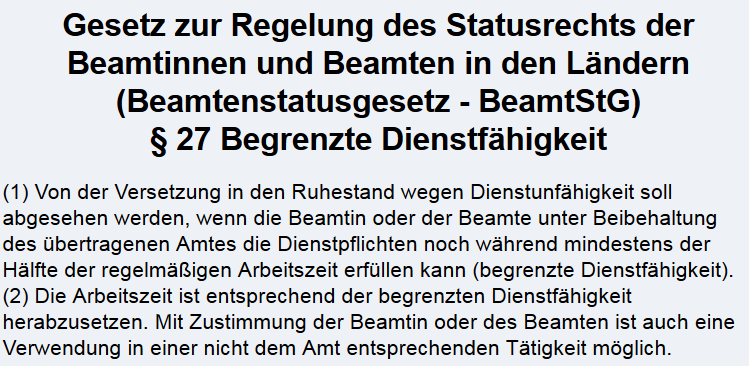 Gesetz zur Regelung des Statusrechts der
Beamtinnen und Beamten in den Ländern
(Beamtenstatusgesetz - BeamtStG)
§ 27 Begrenzte Dienstfähigkeit
(1) Von der Versetzung in den Ruhestand wegen Dienstunfähigkeit soll
abgesehen werden, wenn die Beamtin oder der Beamte unter Beibehaltung
des übertragenen Amtes die Dienstpflichten noch während mindestens der
Hälfte der regelmäßigen Arbeitszeit erfüllen kann (begrenzte Dienstfähigkeit).
(2) Die Arbeitszeit ist entsprechend der begrenzten Dienstfähigkeit
herabzusetzen. Mit Zustimmung der Beamtin oder des Beamten ist auch eine
Verwendung in einer nicht dem Amt entsprechenden Tätigkeit möglich.